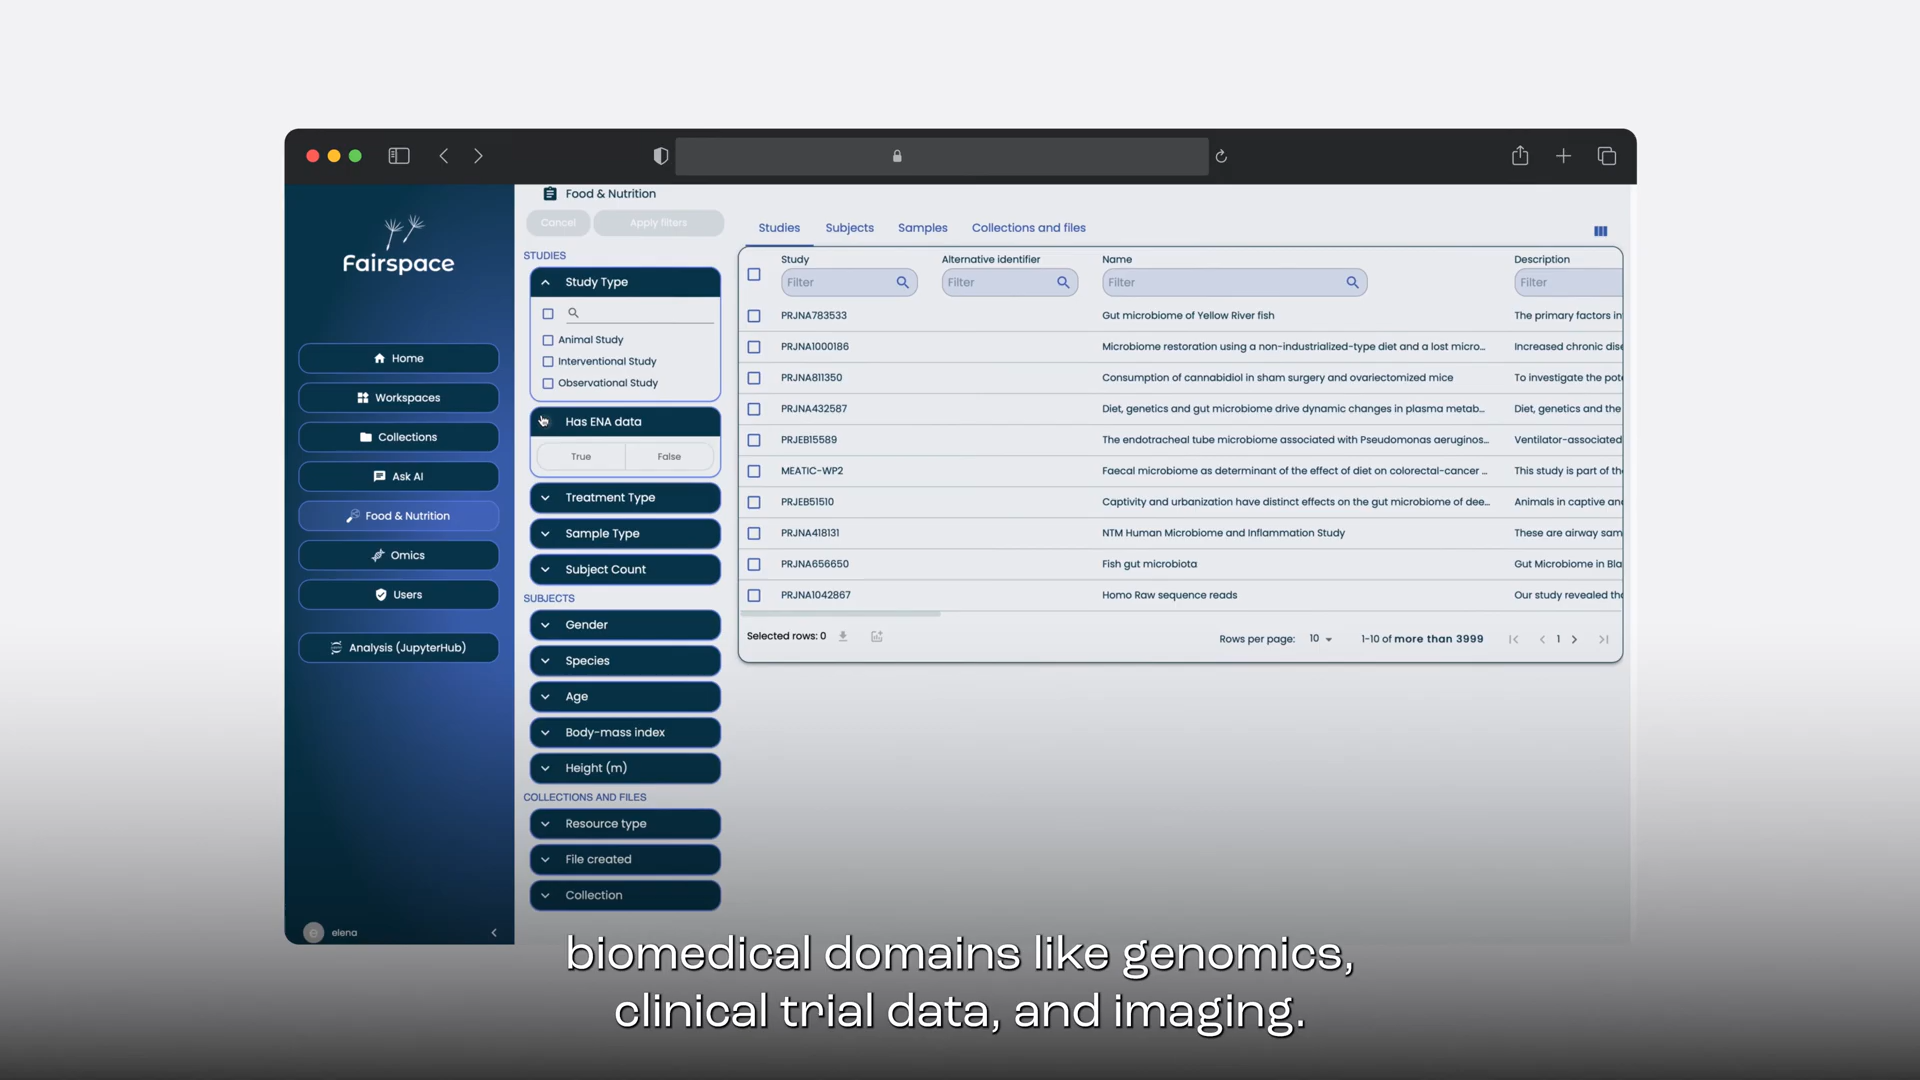 Fairspace
Home
Workspaces
Collections
Ask AI
Food & Nutrition
Omics
Users
Analysis (JupyterHub)
e elena
Food & Nutrition
Cancel Apply filters
STUDIES
Study Type
Animal Study
Interventional Study
Observational Study
Has ENA data
True False
Treatment Type
Sample Type
Subject Count
SUBJECTS
Gender
Species
Age
Body-mass index
Height (m)
COLLECTIONS AND FILES
Resource type
File created
Collection
Studies Subjects Samples Collections and files
Study Alternative identifier Name Description
Filter Filter Filter Filter
PRJNA783533 Gut microbiome of Yellow River fish The primary factors in
PRJNA1000186 Microbiome restoration using a non-industrialized-type diet and a lost micro... Increased chronic dise
PRJNA811350 Consumption of cannabidiol in sham surgery and ovariectomized mice To investigate the pote
PRJNA432587 Diet, genetics and gut microbiome drive dynamic changes in plasma metab... Diet, genetics and the
PRJEB15589 The endotracheal tube microbiome associated with Pseudomonas aeruginos... Ventilator-associated
MEATIC-WP2 Faecal microbiome as determinant of the effect of diet on colorectal-cancer ... This study is part of the
PRJEB51510 Captivity and urbanization have distinct effects on the gut microbiome of dee... Animals in captive and
PRJNA418131 NTM Human Microbiome and Inflammation Study These are airway sam
PRJNA656650 Fish gut microbiota Gut Microbiome in Bla
PRJNA1042867 Homo Raw sequence reads Our study revealed tha
Selected rows: 0 Rows per page: 10 1-10 of more than 3999 1
biomedical domains like genomics,
clinical trial data, and imaging.